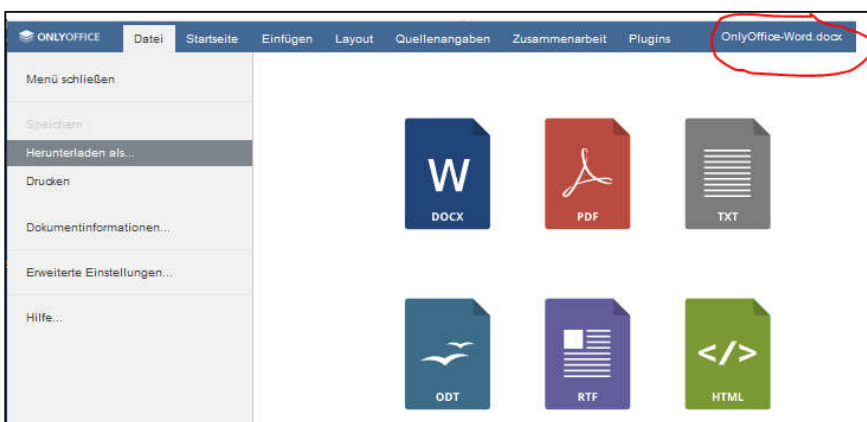 ONLYOFFICE Datei Startseite Einfügen Layout Quellenangaben Zusammenarbeit Plugins OnlyOffice-Word.docx
Menü schließen
Speichern
Herunterladen als...
Drucken
Dokumentinformationen...
Erweiterte Einstellungen...
Hilfe...
W
DOCX PDF TXT
</>
ODT RTF HTML